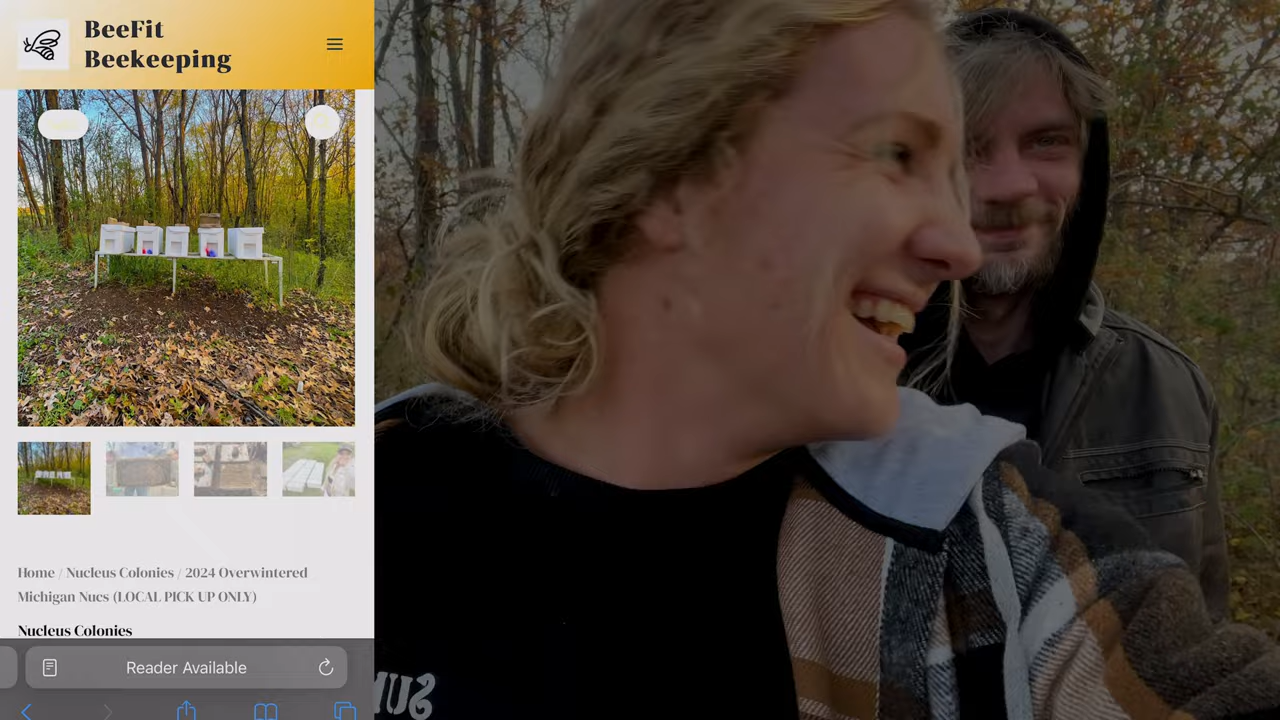 BeeFit
Beekeeping
Home / Nucleus Colonies / 2024 Overwintered
Michigan Nucs (LOCAL PICK UP ONLY)
Nucleus Colonies
Reader Available